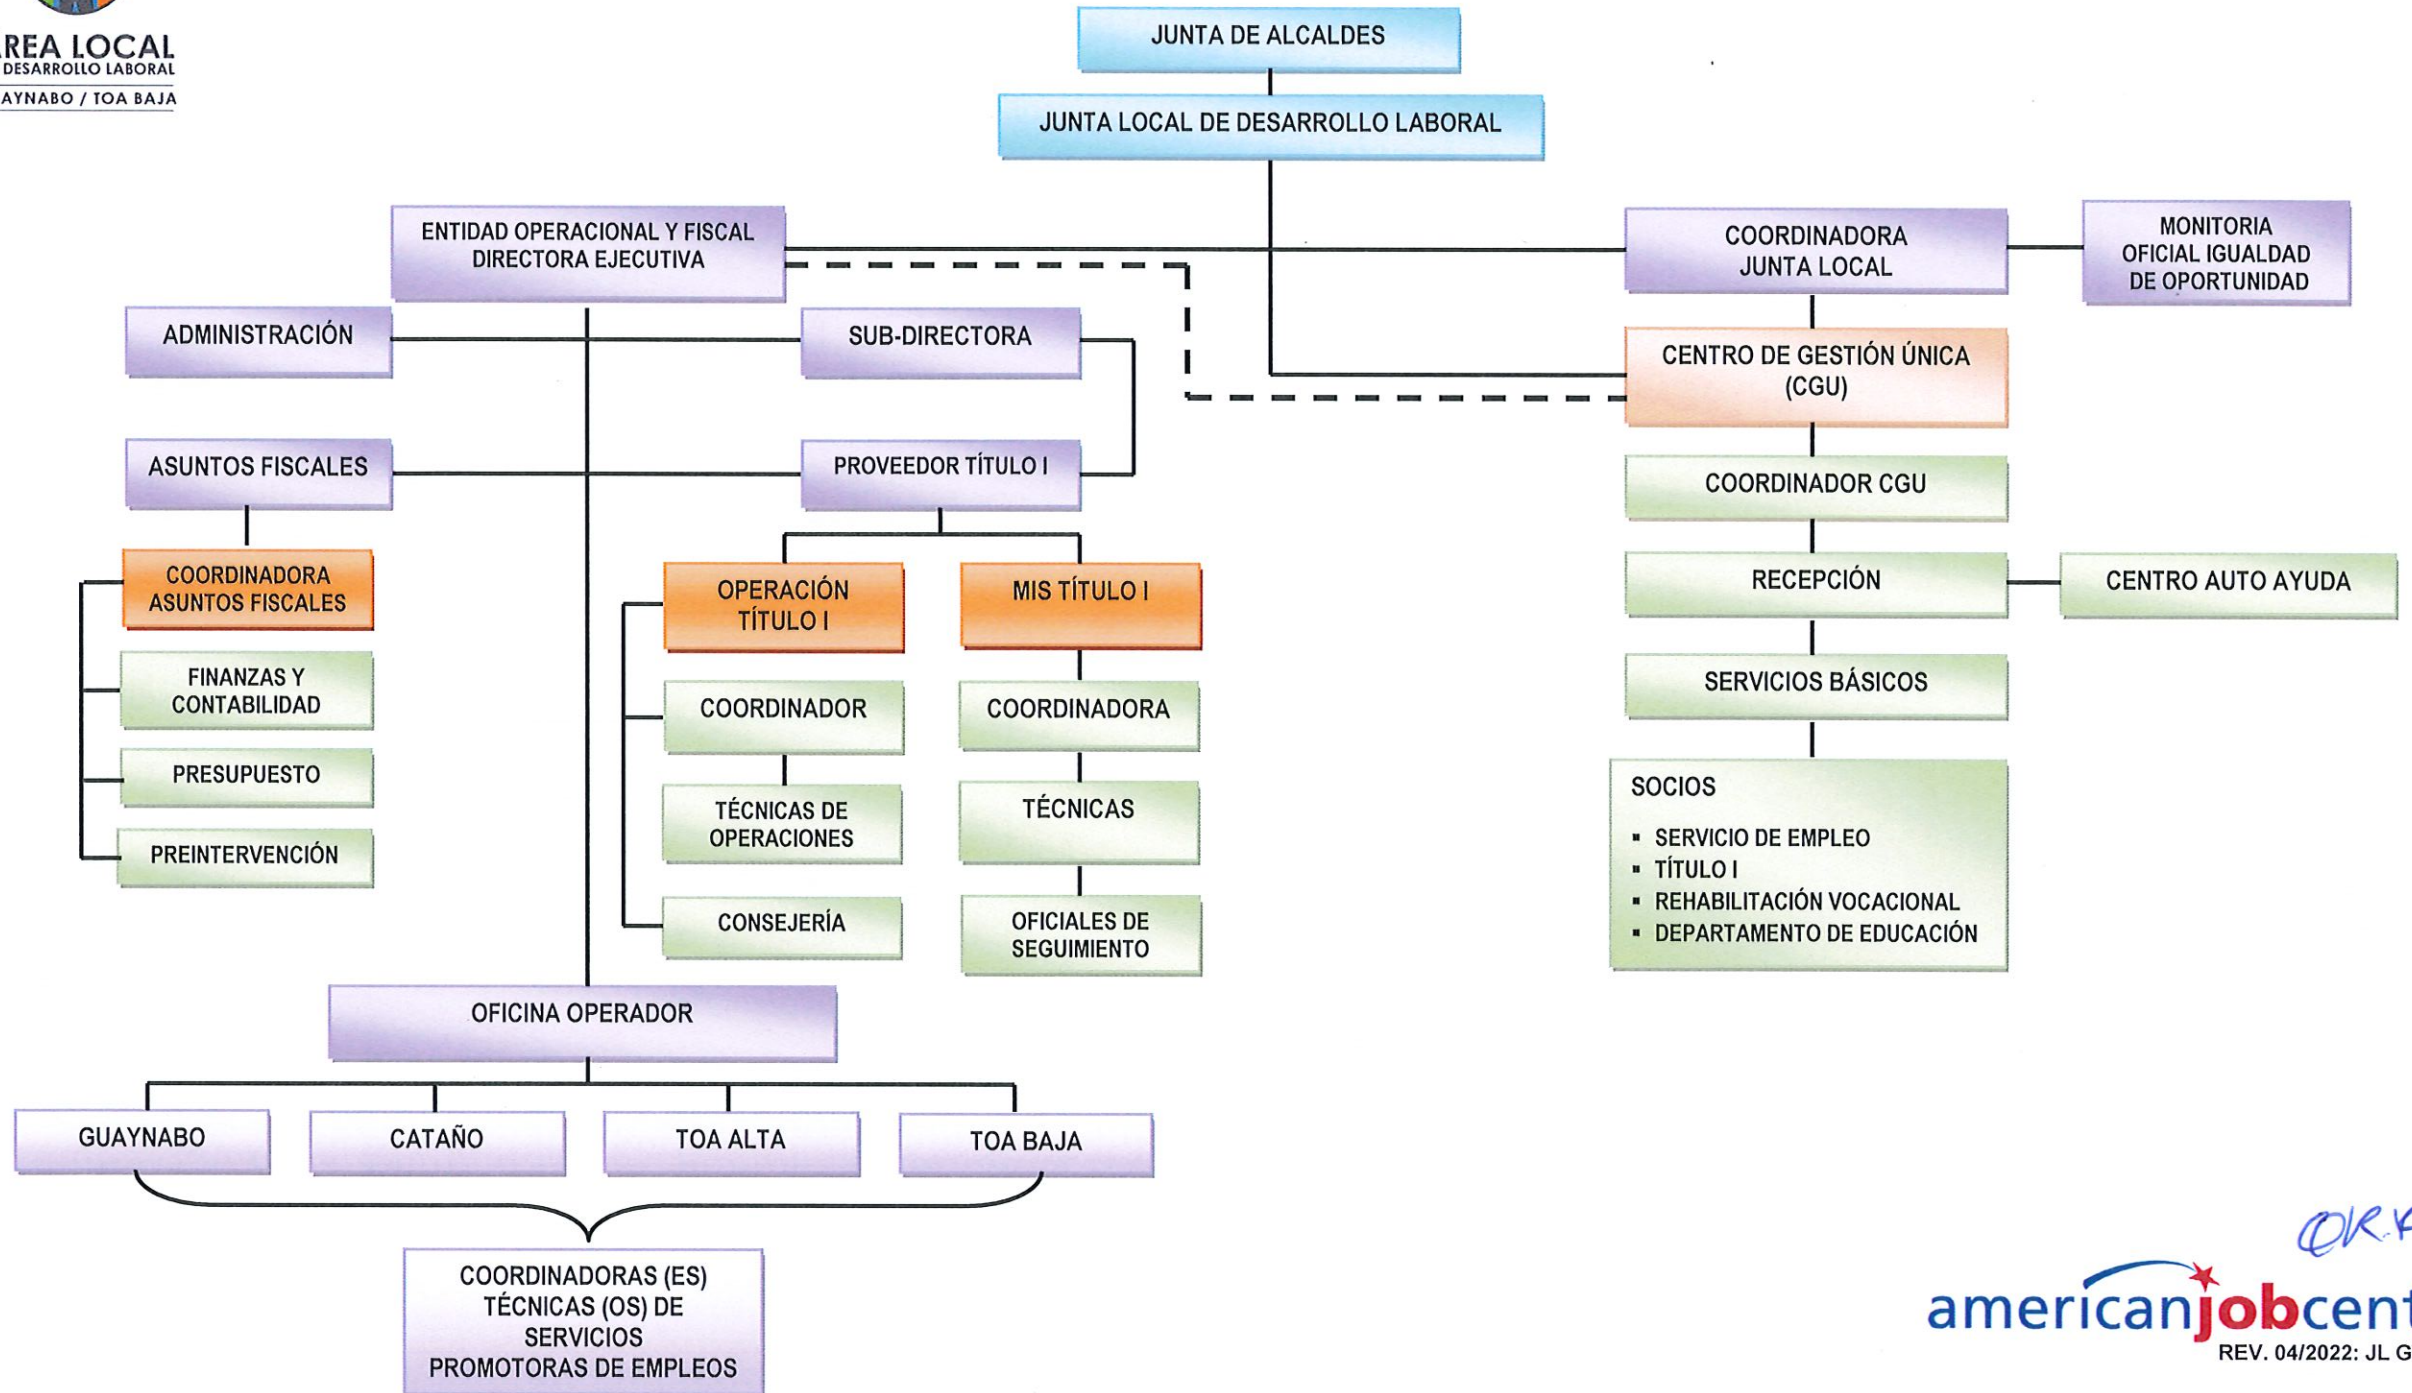 AREA LOCAL
DESARROLLO LABORAL
AYNABO / TOA BAJA
JUNTA DE ALCALDES
JUNTA LOCAL DE DESARROLLO LABORAL
ENTIDAD OPERACIONAL Y FISCAL
DIRECTORA EJECUTIVA
COORDINADORA
JUNTA LOCAL
MONITORIA
OFICIAL IGUALDAD
DE OPORTUNIDAD
ADMINISTRACIÓN
SUB-DIRECTORA
CENTRO DE GESTIÓN ÚNICA
(CGU)
ASUNTOS FISCALES
PROVEEDOR TÍTULO I
COORDINADOR CGU
COORDINADORA
ASUNTOS FISCALES
OPERACIÓN
TÍTULO I
MIS TÍTULO I
RECEPCIÓN
CENTRO AUTO AYUDA
FINANZAS Y
CONTABILIDAD
COORDINADOR
COORDINADORA
SERVICIOS BÁSICOS
PRESUPUESTO
TÉCNICAS DE
OPERACIONES
TÉCNICAS
PREINTERVENCIÓN
CONSEJERÍA
OFICIALES DE
SEGUIMIENTO
SOCIOS
▪ SERVICIO DE EMPLEO
▪ TÍTULO I
▪ REHABILITACIÓN VOCACIONAL
▪ DEPARTAMENTO DE EDUCACIÓN
OFICINA OPERADOR
GUAYNABO
CATAÑO
TOA ALTA
TOA BAJA
COORDINADORAS (ES)
TÉCNICAS (OS) DE
SERVICIOS
PROMOTORAS DE EMPLEOS
americanjobcent
REV. 04/2022: JL G